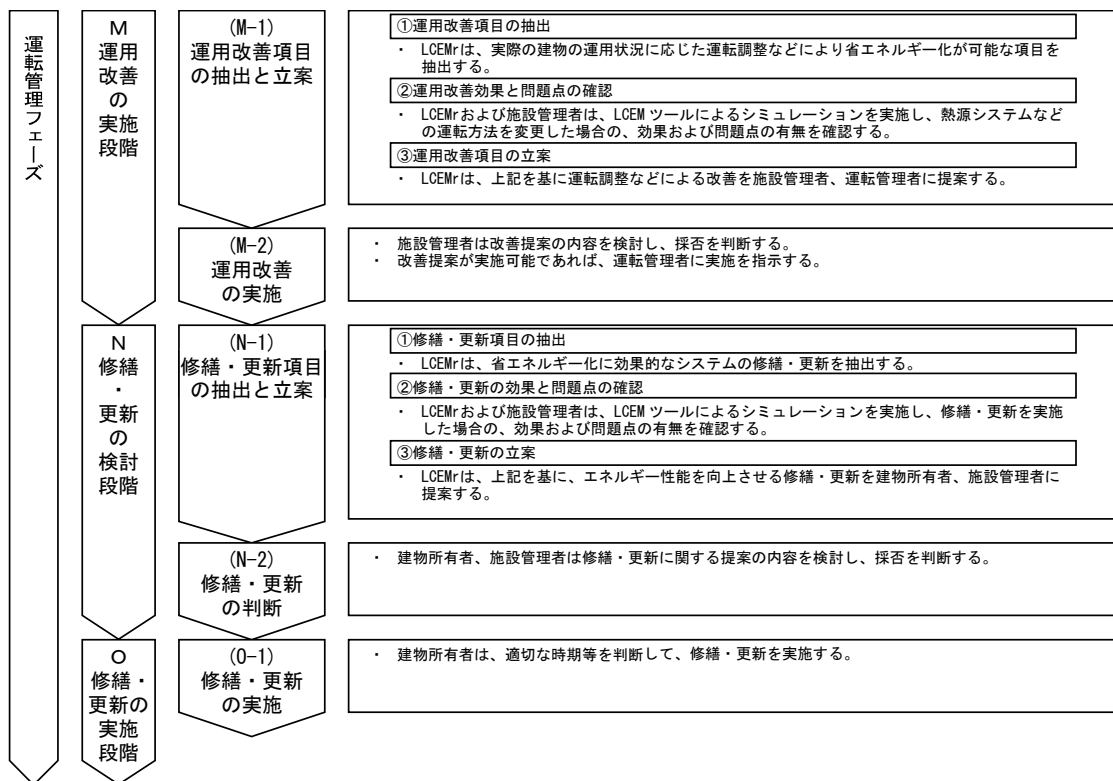 運転管理フェーズ
M
運用
改善
の
実施
段階
(M-1)
運用改善項目
の抽出と立案
①運用改善項目の抽出
・ LCEMrは、実際の建物の運用状況に応じた運転調整などにより省エネルギー化が可能な項目を
抽出する。
②運用改善効果と問題点の確認
・ LCEMrおよび施設管理者は、LCEM ツールによるシミュレーションを実施し、熱源システムなど
の運転方法を変更した場合の、効果および問題点の有無を確認する。
③運用改善項目の立案
・ LCEMrは、上記を基に運転調整などによる改善を施設管理者、運転管理者に提案する。
(M-2)
運用改善
の実施
・ 施設管理者は改善提案の内容を検討し、採否を判断する。
・ 改善提案が実施可能であれば、運転管理者に実施を指示する。
N
修繕
・
更新
の
検討
段階
(N-1)
修繕・更新項目
の抽出と立案
①修繕・更新項目の抽出
・ LCEMrは、省エネルギー化に効果的なシステムの修繕・更新を抽出する。
②修繕・更新の効果と問題点の確認
・ LCEMrおよび施設管理者は、LCEM ツールによるシミュレーションを実施し、修繕・更新を実施
した場合の、効果および問題点の有無を確認する。
③修繕・更新の立案
・ LCEMrは、上記を基に、エネルギー性能を向上させる修繕・更新を建物所有者、施設管理者に
提案する。
(N-2)
修繕・更新
の判断
・ 建物所有者、施設管理者は修繕・更新に関する提案の内容を検討し、採否を判断する。
O
修繕・
更新の
実施
段階
(O-1)
修繕・更新
の実施
・ 建物所有者は、適切な時期等を判断して、修繕・更新を実施する。